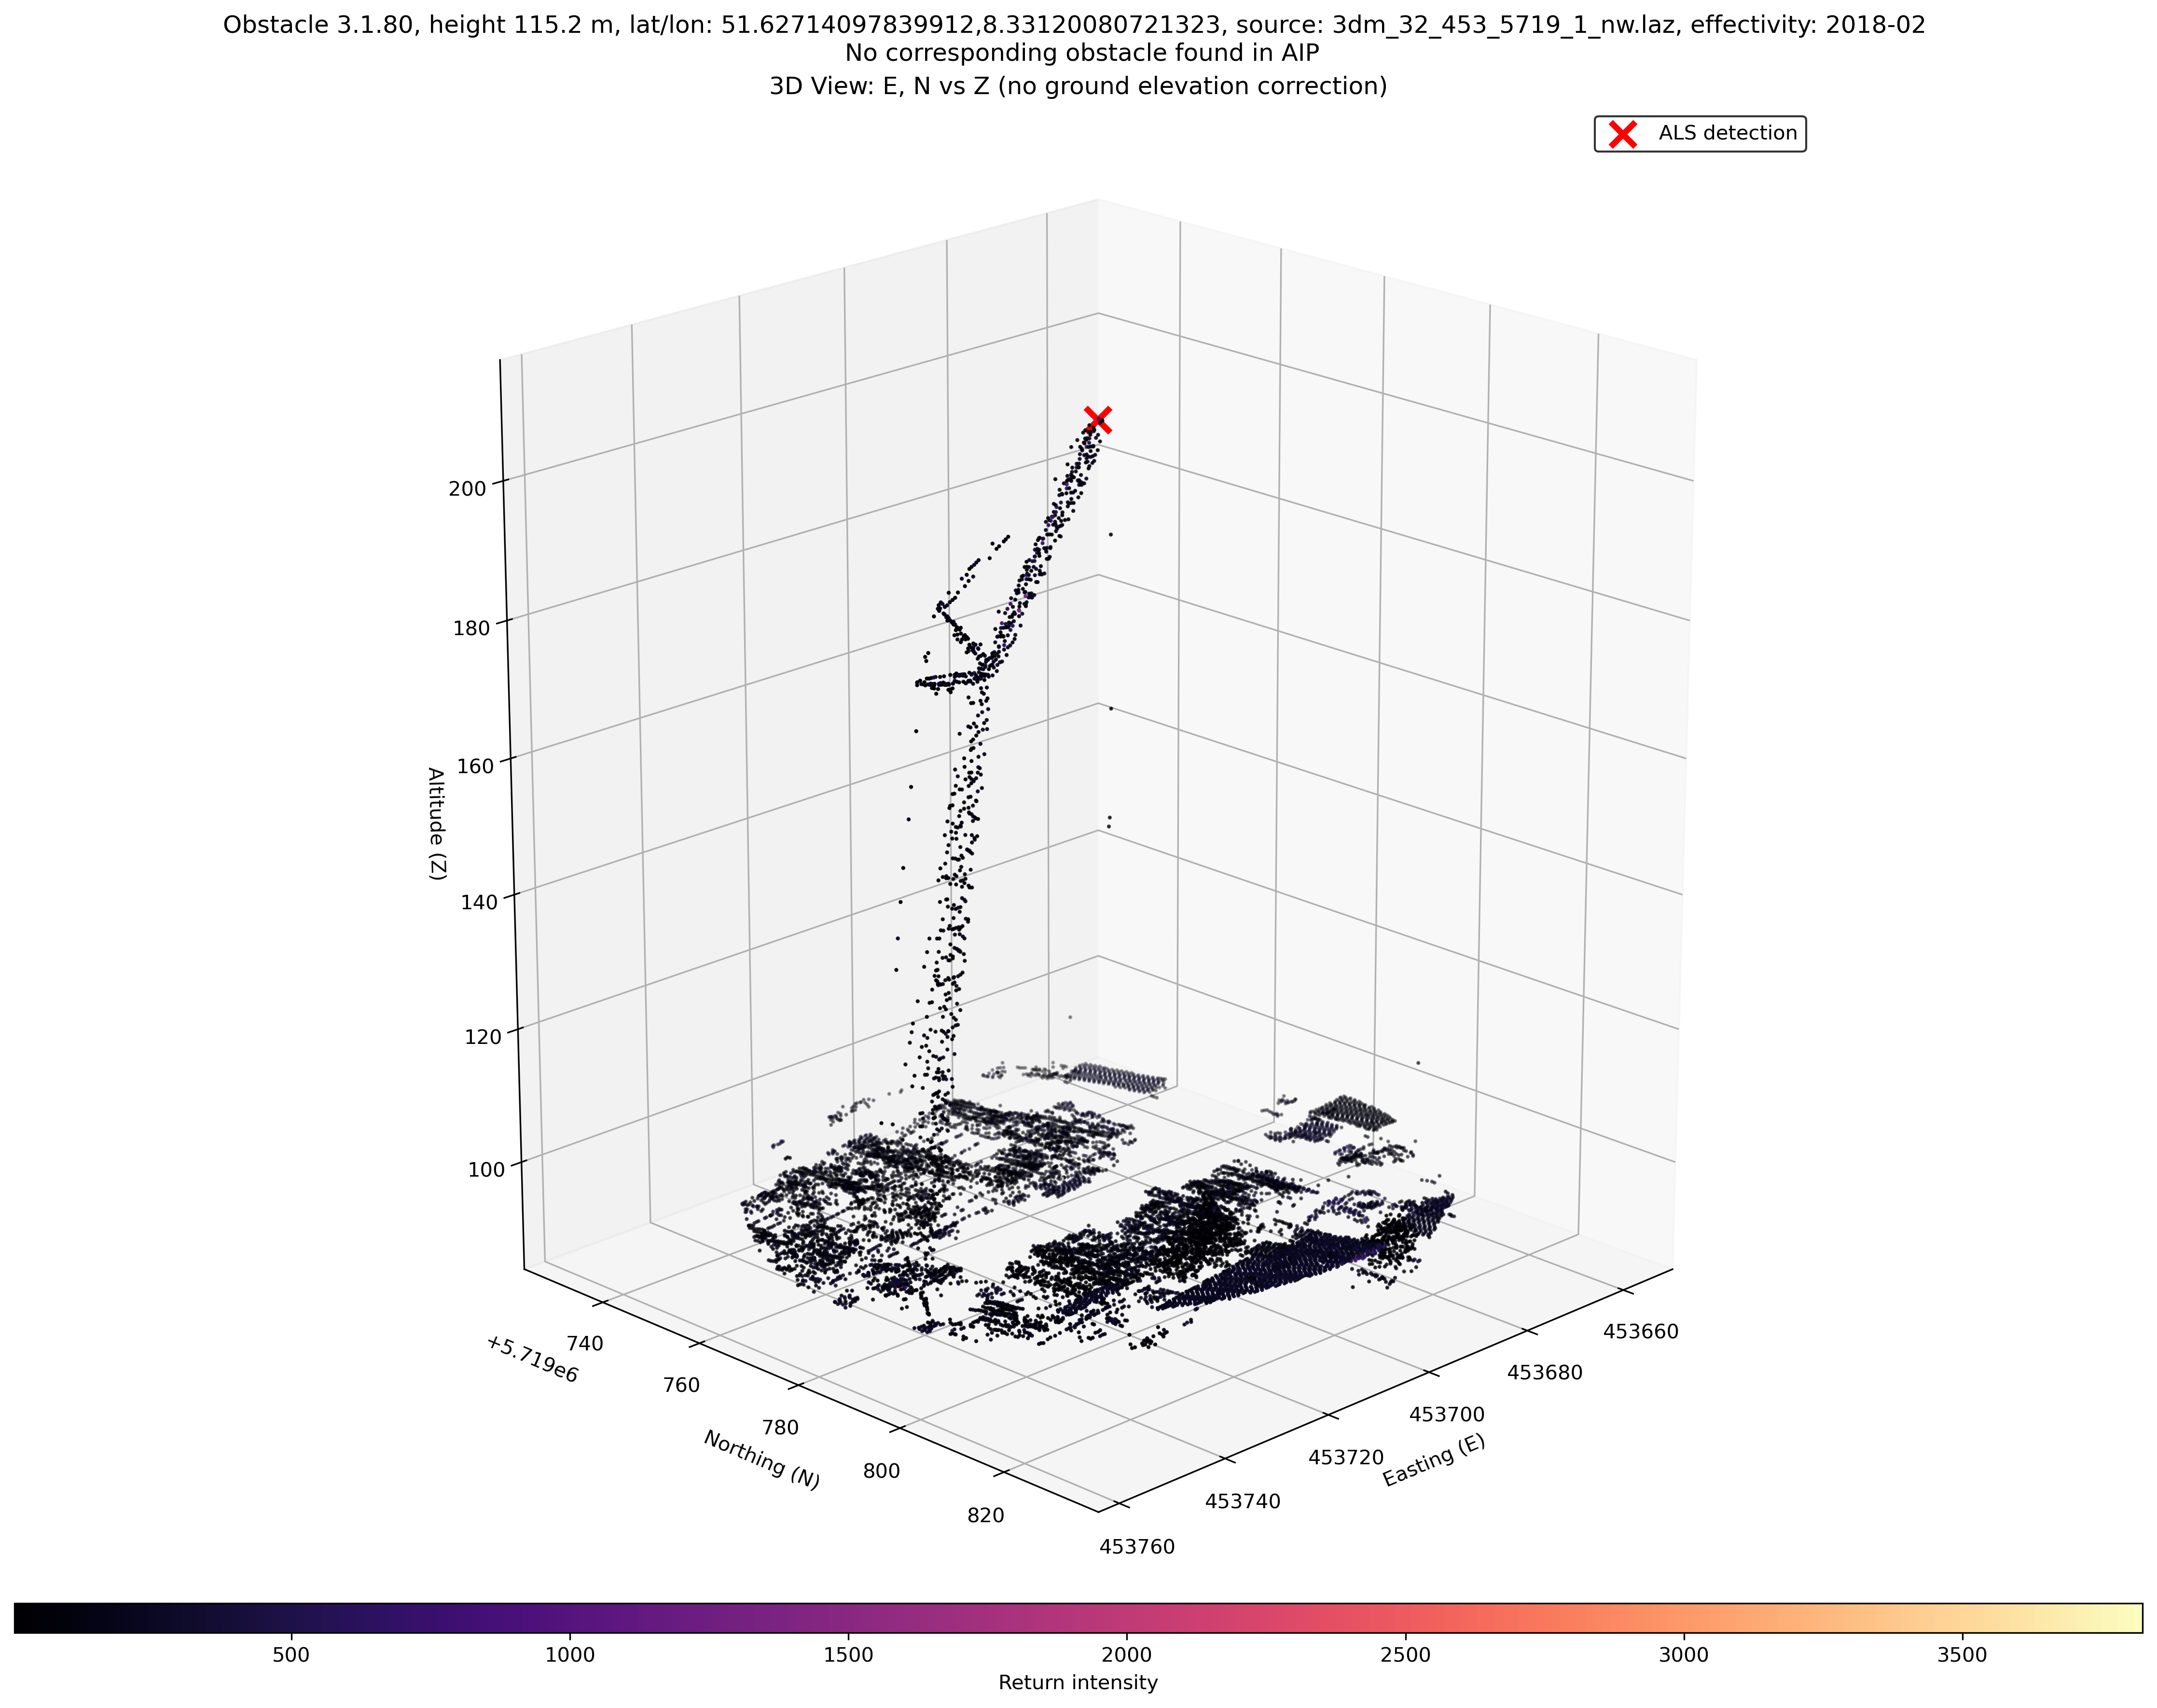 Obstacle 3.1.80, height 115.2 m, lat/lon: 51.62714097839912,8.33120080721323, source: 3dm_32_453_5719_1_nw.laz, effectivity: 2018-02
No corresponding obstacle found in AIP
3D View: E, N vs Z (no ground elevation correction)
ALS detection
200
180
160
140
120
100
Altitude (Z)
+5.719e6
740
760
780
800
820
Northing (N)
453660
453680
453700
453720
453740
453760
Easting (E)
500
1000
1500
2000
2500
3000
3500
Return intensity